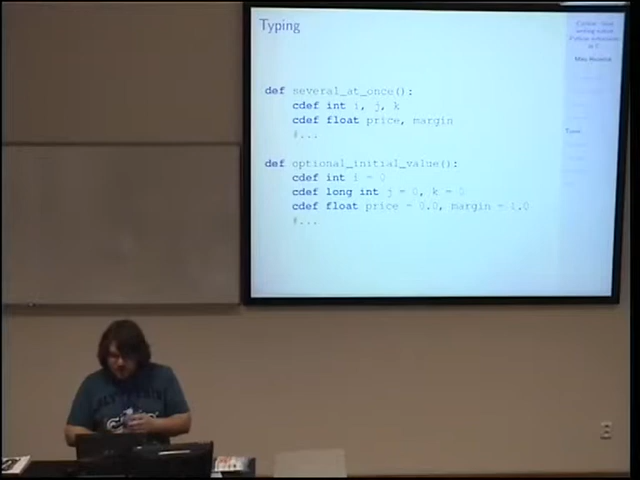 Typing
def several_at_once():
cdef int i, j, k
cdef float price, margin
#...
def optional_initial_value():
cdef int i = 0
cdef long int j = 0, k = 0
cdef float price = 0.0, margin = 1.0
#...
Typing